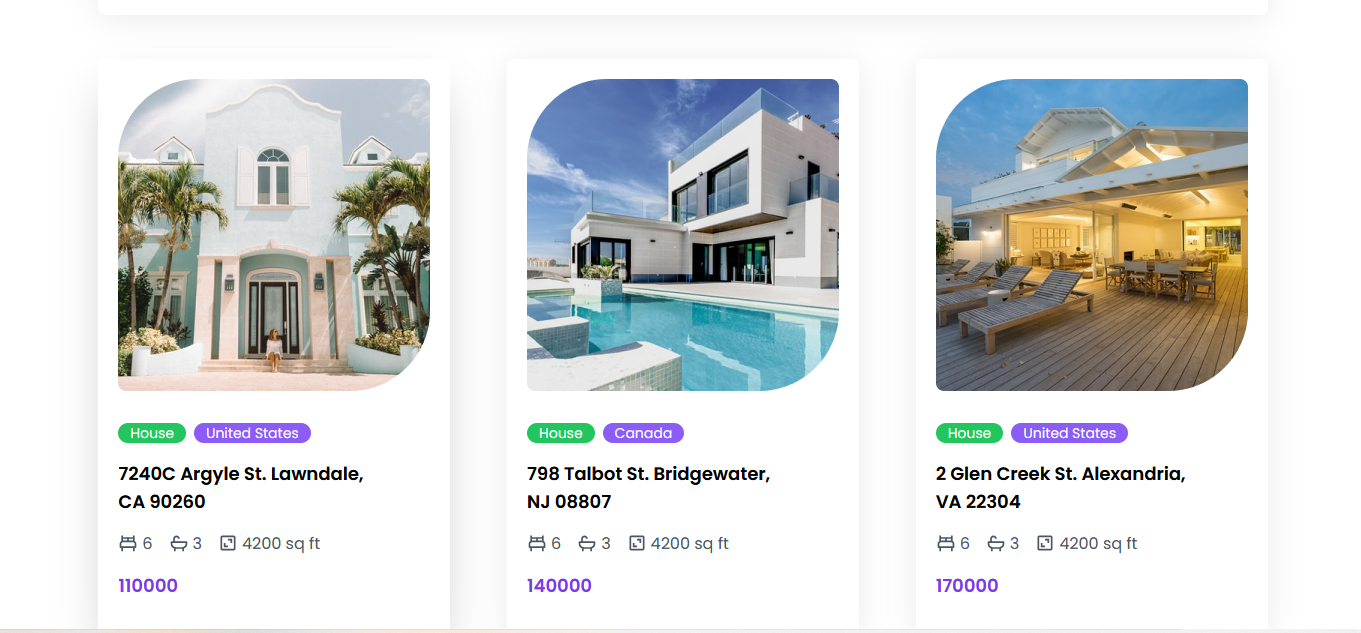 House United States
7240C Argyle St. Lawndale,
CA 90260
6 3 4200 sq ft
110000
House Canada
798 Talbot St. Bridgewater,
NJ 08807
6 3 4200 sq ft
140000
House United States
2 Glen Creek St. Alexandria,
VA 22304
6 3 4200 sq ft
170000